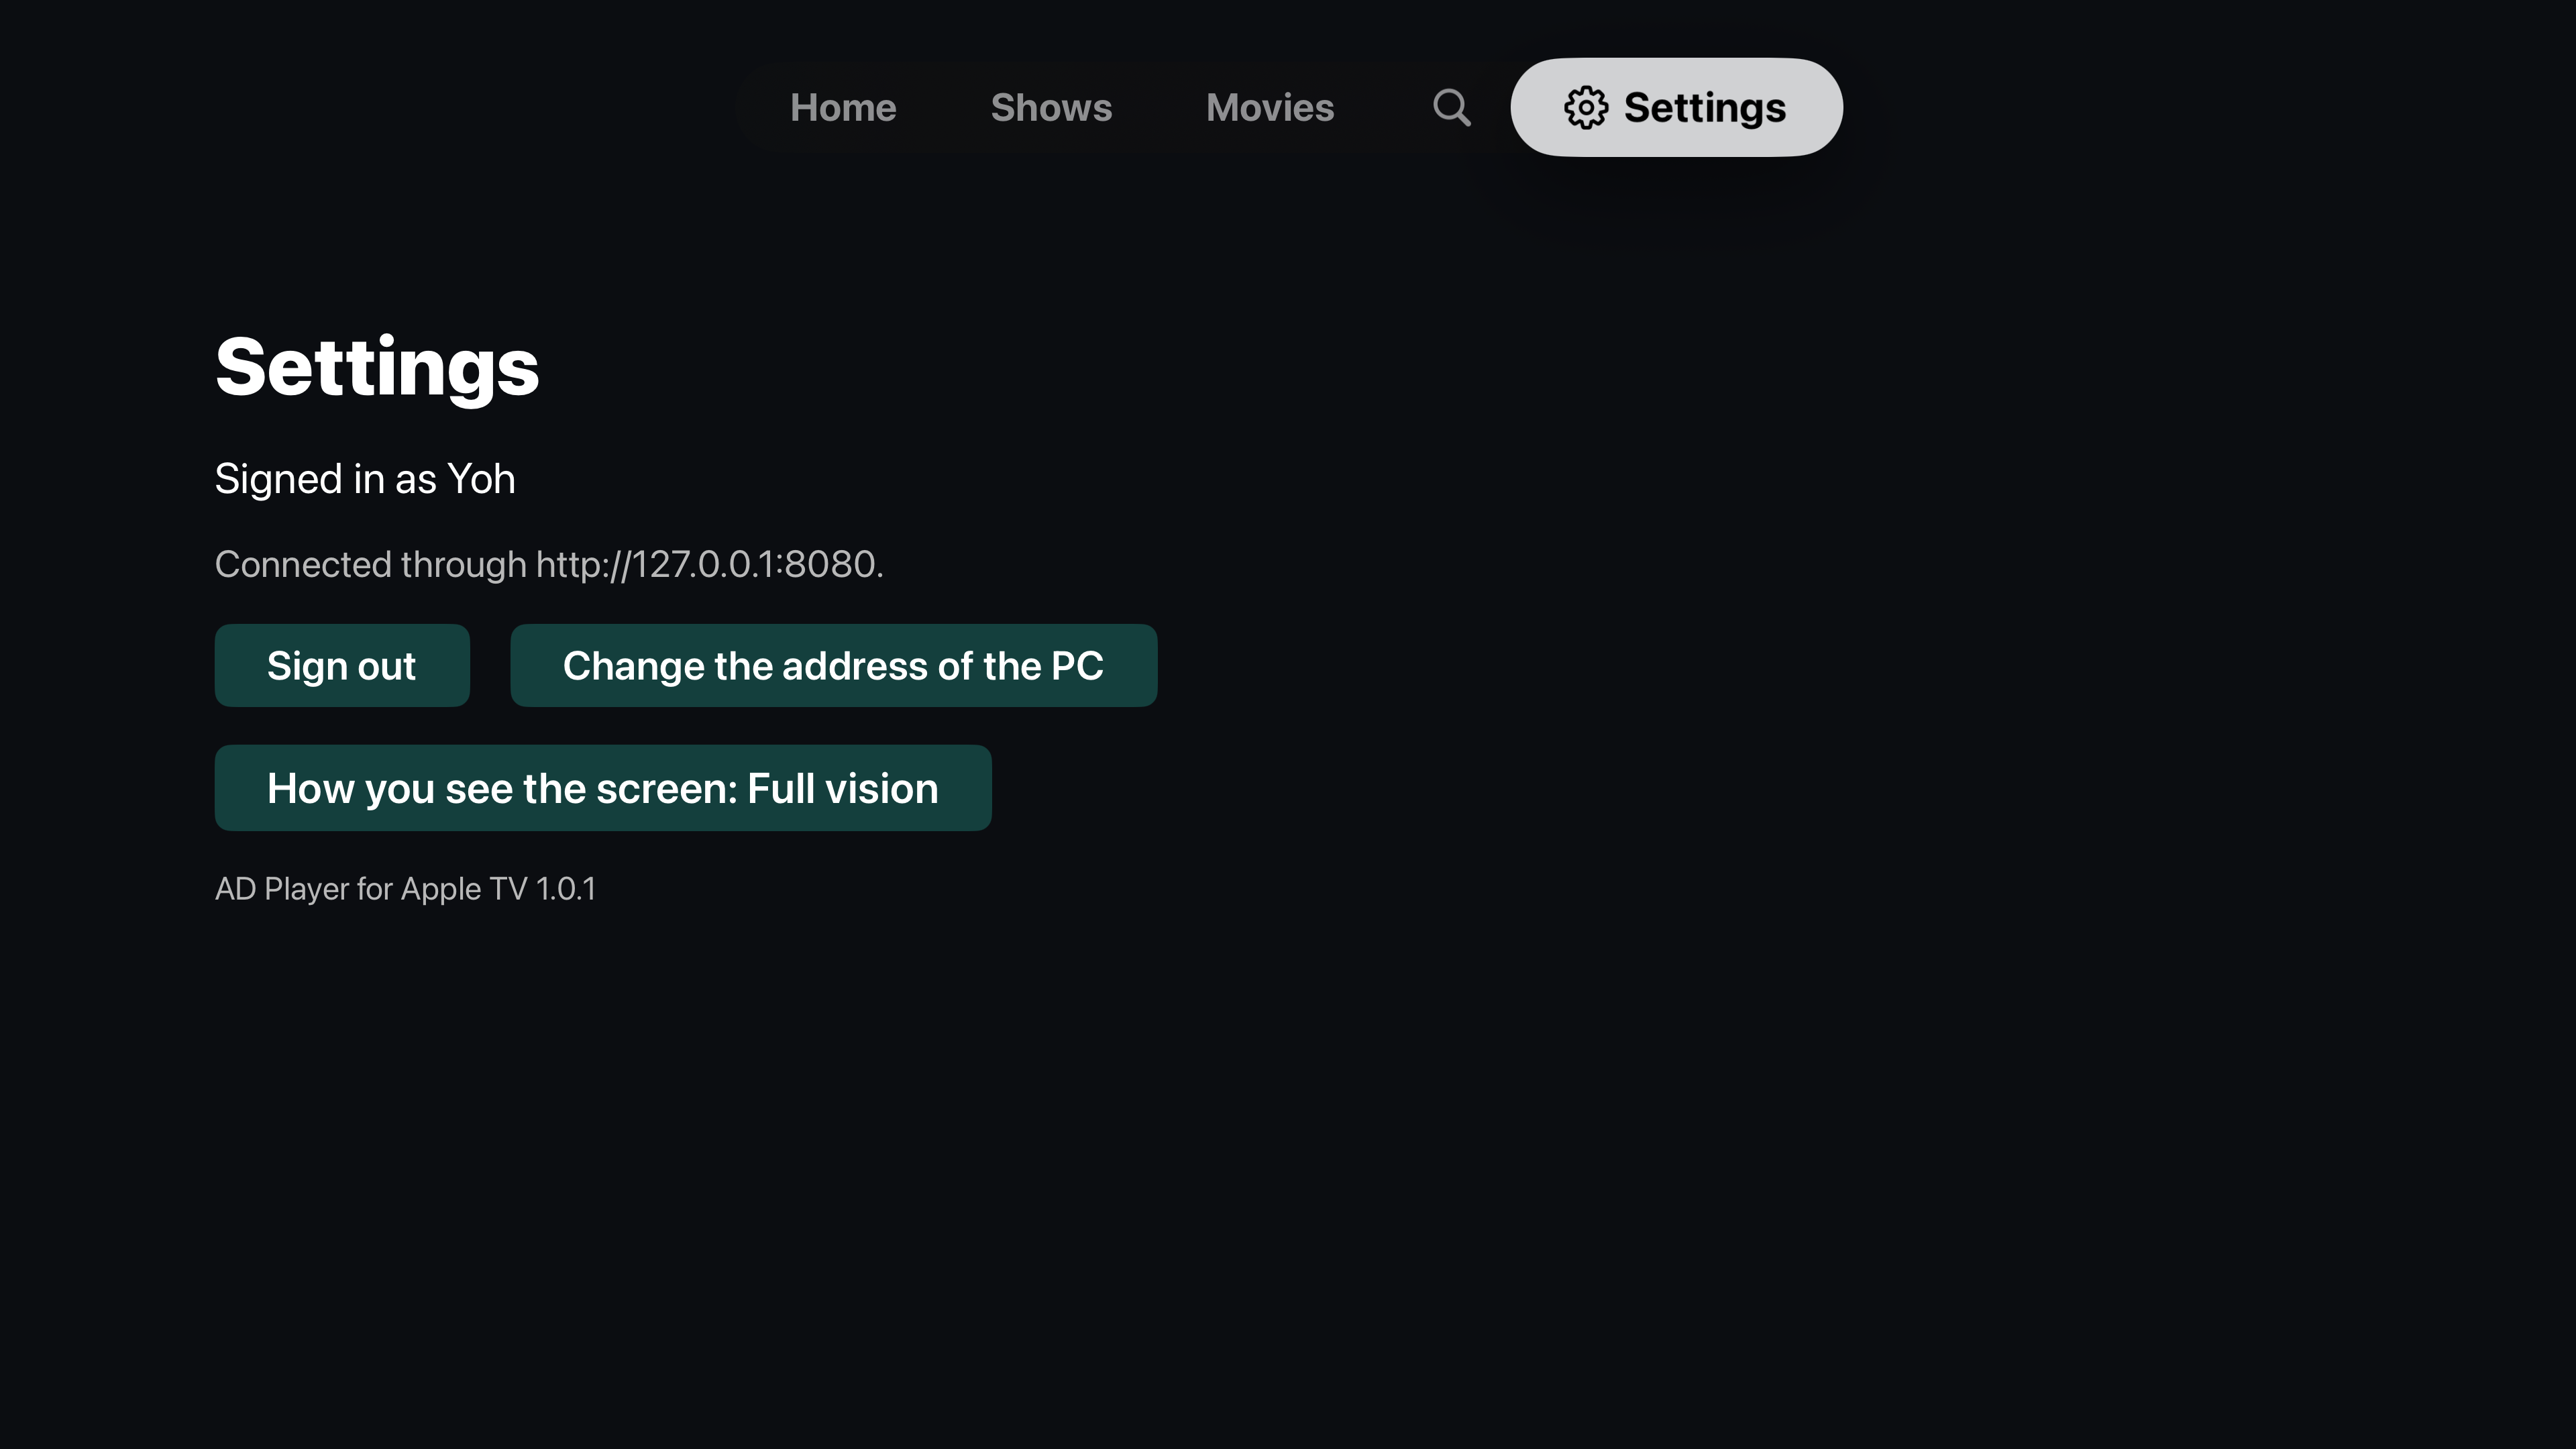 Home Shows Movies Settings
Settings
Signed in as Yoh
Connected through http://127.0.0.1:8080.
Sign out Change the address of the PC
How you see the screen: Full vision
AD Player for Apple TV 1.0.1